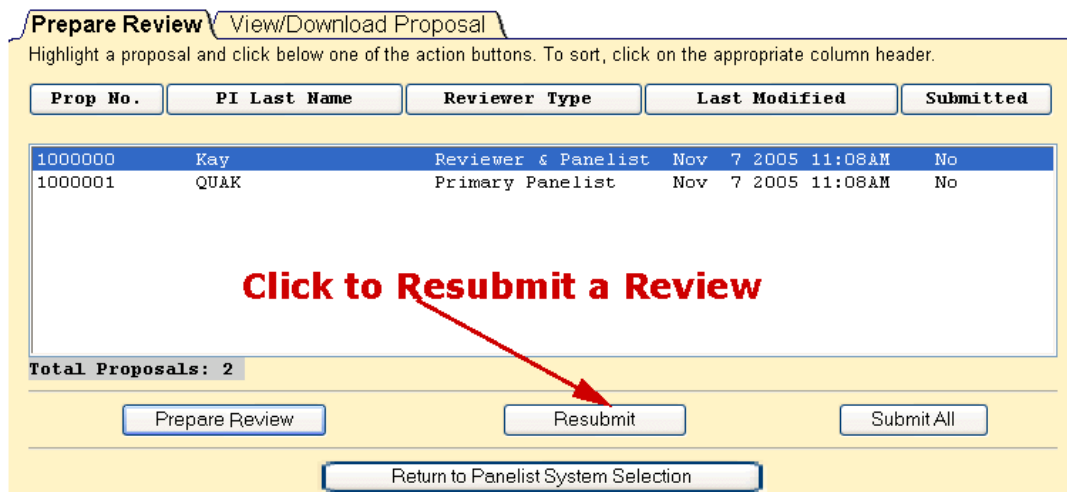 Prepare Review View/Download Proposal
Highlight a proposal and click below one of the action buttons. To sort, click on the appropriate column header.
Prop No. PI Last Name Reviewer Type Last Modified Submitted
1000000 Kay Reviewer & Panelist Nov 7 2005 11:08AM No
1000001 QUAK Primary Panelist Nov 7 2005 11:08AM No
Click to Resubmit a Review
Total Proposals: 2
Prepare Review Resubmit Submit All
Return to Panelist System Selection